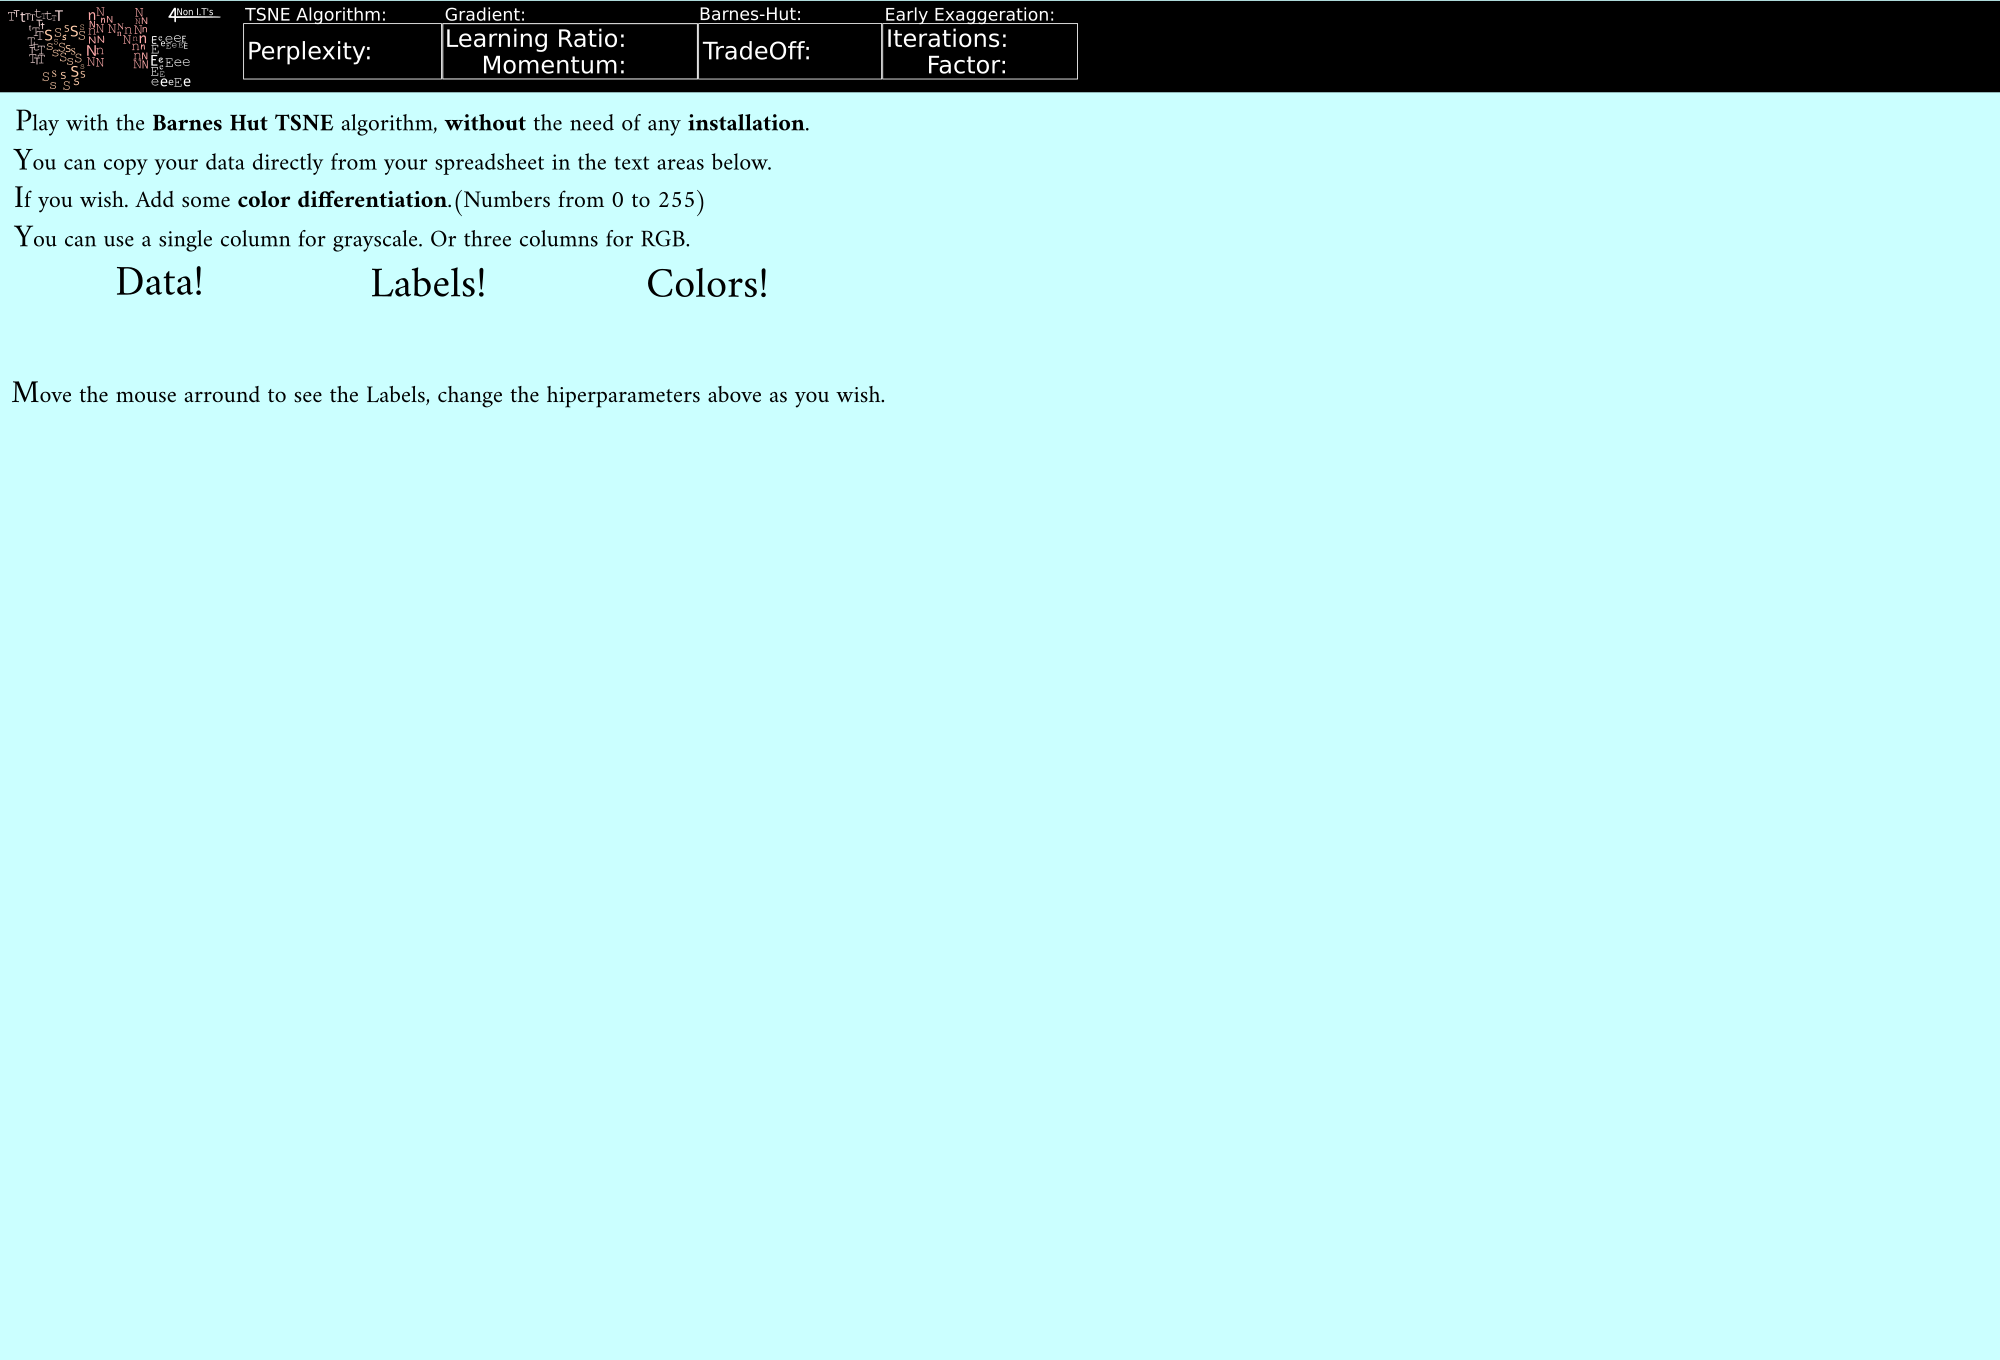 4Non I.T's
TSNE Algorithm: Gradient: Barnes-Hut: Early Exaggeration:
Perplexity: Learning Ratio: TradeOff: Iterations:
Momentum: Factor:
Play with the Barnes Hut TSNE algorithm, without the need of any installation.
You can copy your data directly from your spreadsheet in the text areas below.
If you wish. Add some color differentiation.(Numbers from 0 to 255)
You can use a single column for grayscale. Or three columns for RGB.
Data! Labels! Colors!
Move the mouse arround to see the Labels, change the hiperparameters above as you wish.